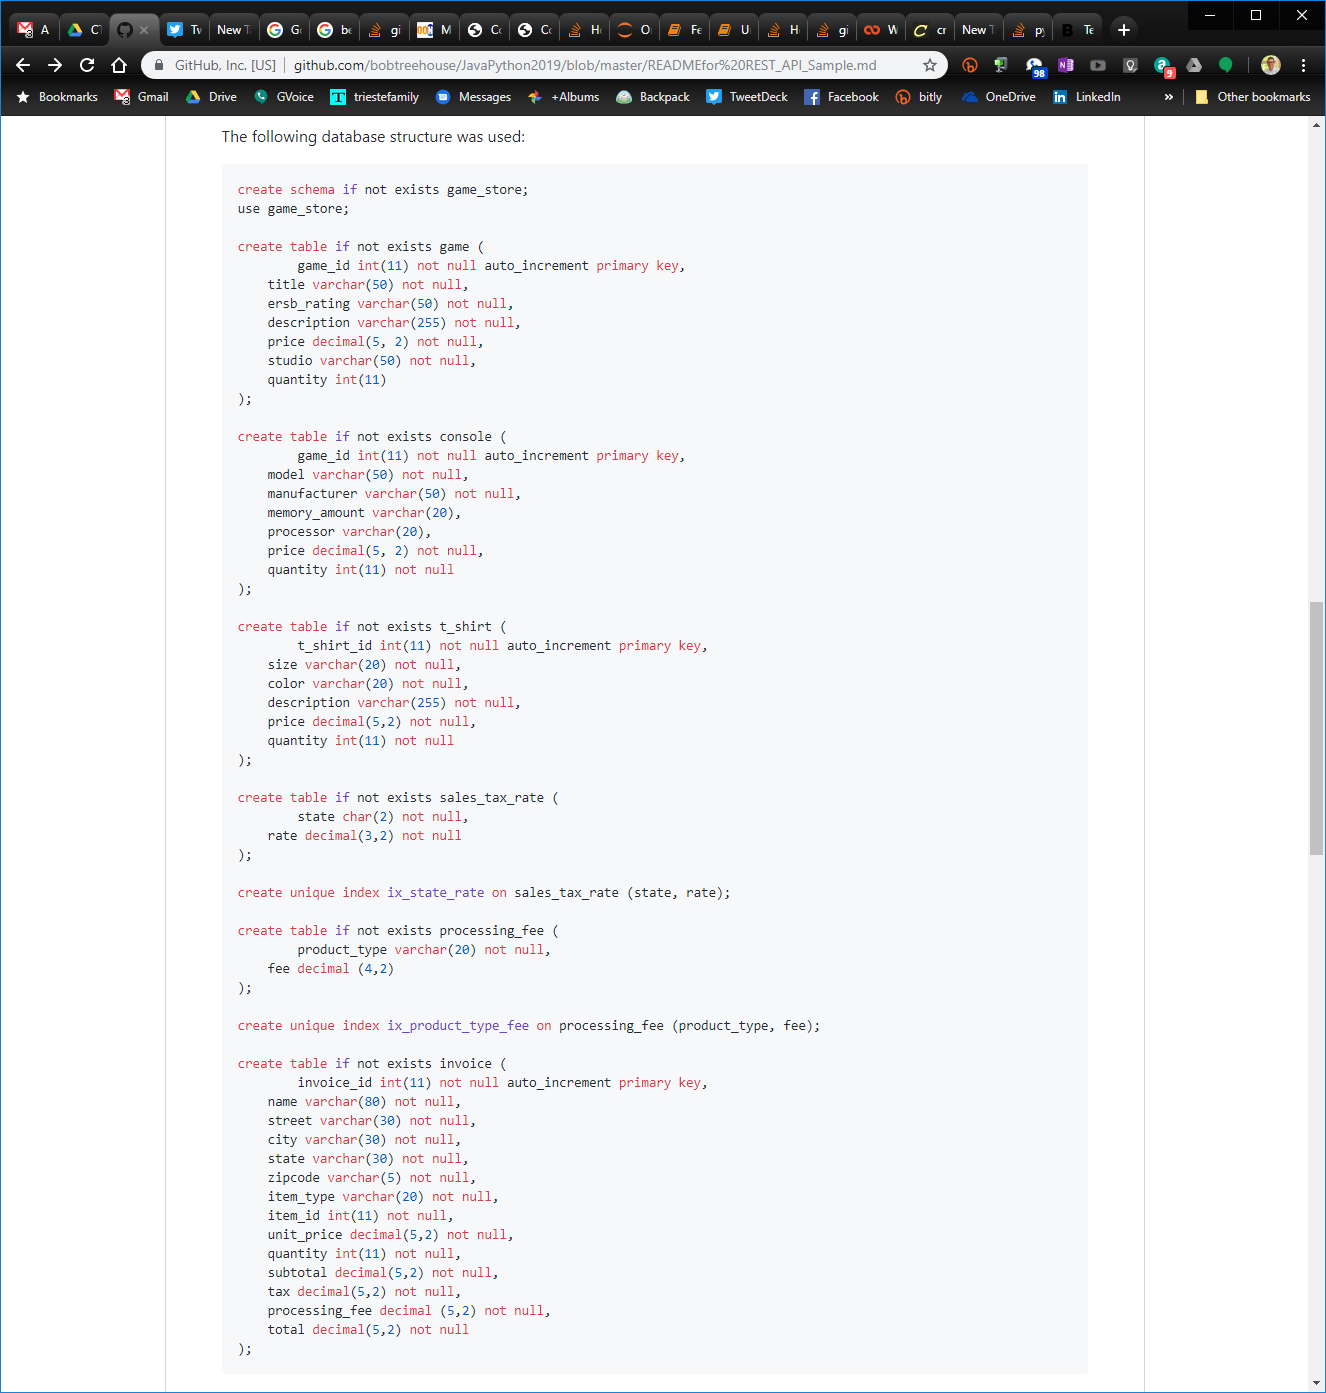 A
CT
Tv
New T
Gc
be
gi
M
Cc
Cc
H
O
Fe
U
H
gi
W
cr
New T
py
Te
GitHub, Inc. [US] | github.com/bobtreehouse/JavaPython2019/blob/master/READMEfor%20REST_API_Sample.md
98
9
Bookmarks
Gmail
Drive
GVoice
triestefamily
Messages
+Albums
Backpack
TweetDeck
Facebook
bitly
OneDrive
LinkedIn
»
Other bookmarks
The following database structure was used:
create schema if not exists game_store;
use game_store;
create table if not exists game (
game_id int(11) not null auto_increment primary key,
title varchar(50) not null,
ersb_rating varchar(50) not null,
description varchar(255) not null,
price decimal(5, 2) not null,
studio varchar(50) not null,
quantity int(11)
);
create table if not exists console (
game_id int(11) not null auto_increment primary key,
model varchar(50) not null,
manufacturer varchar(50) not null,
memory_amount varchar(20),
processor varchar(20),
price decimal(5, 2) not null,
quantity int(11) not null
);
create table if not exists t_shirt (
t_shirt_id int(11) not null auto_increment primary key,
size varchar(20) not null,
color varchar(20) not null,
description varchar(255) not null,
price decimal(5,2) not null,
quantity int(11) not null
);
create table if not exists sales_tax_rate (
state char(2) not null,
rate decimal(3,2) not null
);
create unique index ix_state_rate on sales_tax_rate (state, rate);
create table if not exists processing_fee (
product_type varchar(20) not null,
fee decimal (4,2)
);
create unique index ix_product_type_fee on processing_fee (product_type, fee);
create table if not exists invoice (
invoice_id int(11) not null auto_increment primary key,
name varchar(80) not null,
street varchar(30) not null,
city varchar(30) not null,
state varchar(30) not null,
zipcode varchar(5) not null,
item_type varchar(20) not null,
item_id int(11) not null,
unit_price decimal(5,2) not null,
quantity int(11) not null,
subtotal decimal(5,2) not null,
tax decimal(5,2) not null,
processing_fee decimal (5,2) not null,
total decimal(5,2) not null
);